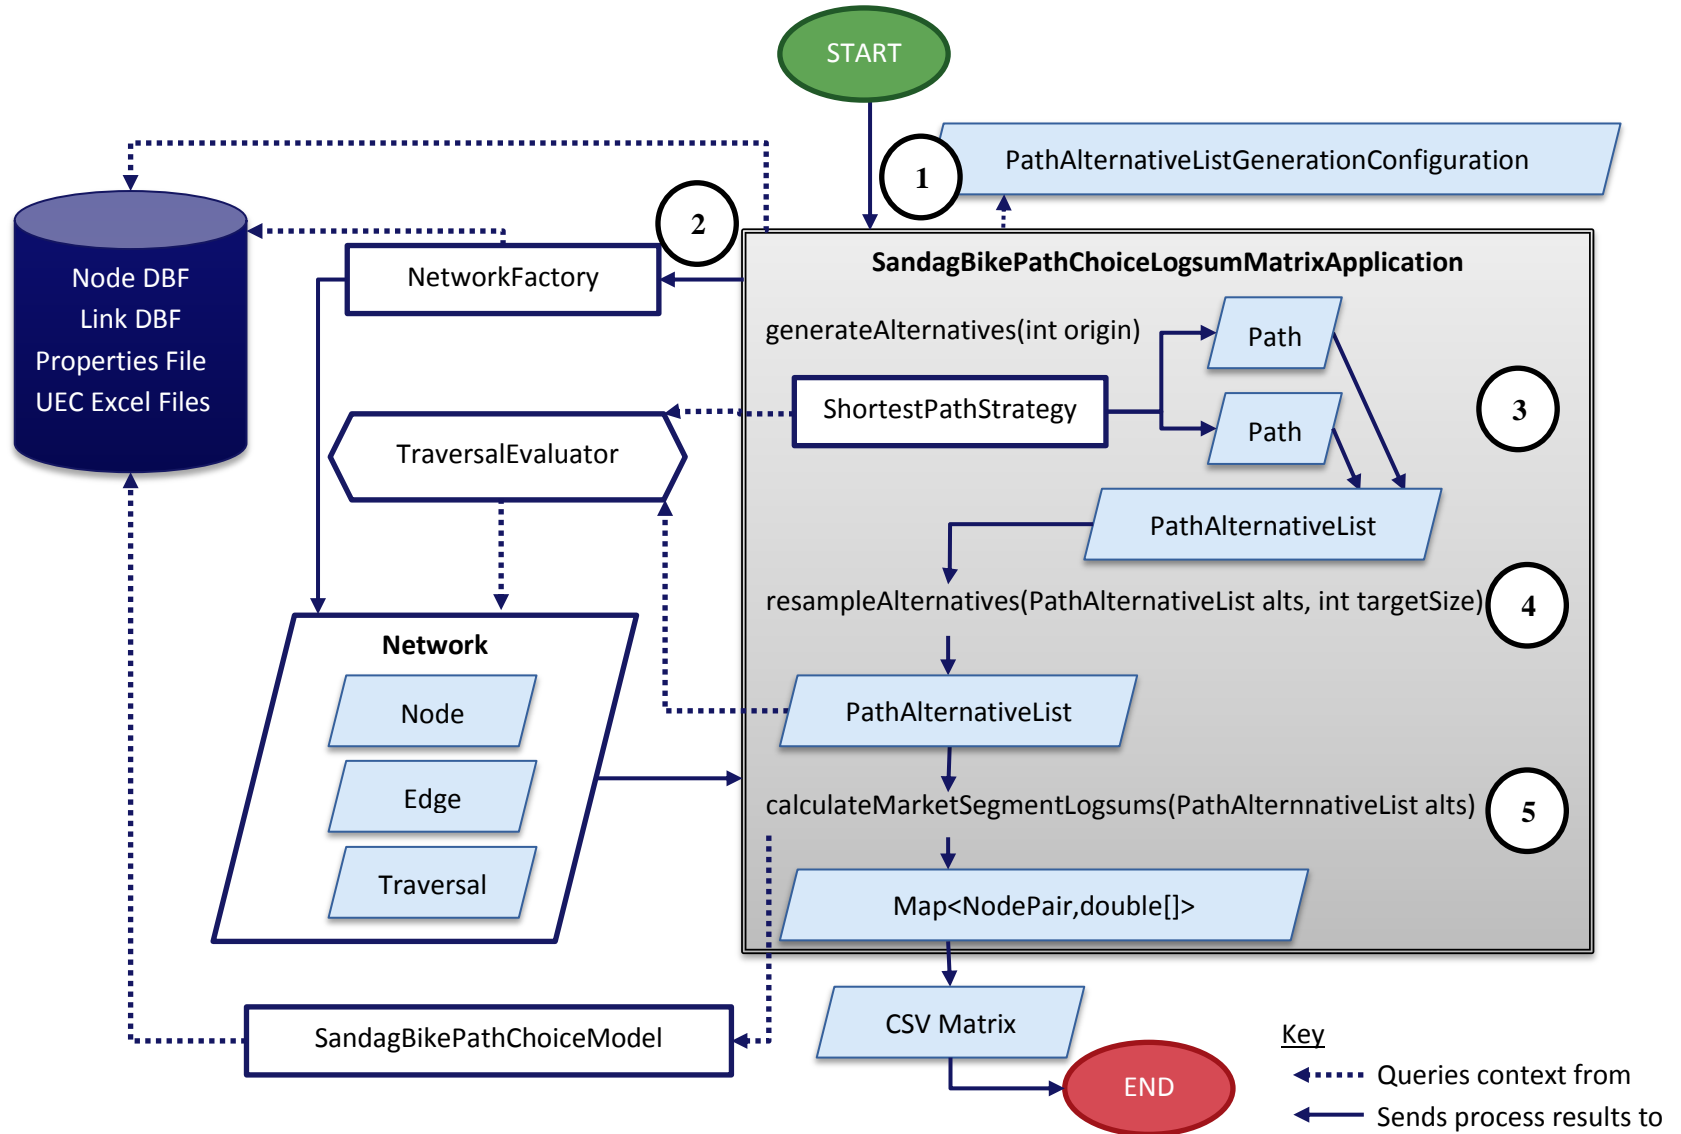 START
1
PathAlternativeListGenerationConfiguration
2
SandagBikePathChoiceLogsumMatrixApplication
Node DBF
Link DBF
Properties File
UEC Excel Files
NetworkFactory
generateAlternatives(int origin)
Path
ShortestPathStrategy
Path
3
TraversalEvaluator
PathAlternativeList
resampleAlternatives(PathAlternativeList alts, int targetSize)
4
Network
Node
Edge
Traversal
PathAlternativeList
calculateMarketSegmentLogsums(PathAlternnativeList alts)
5
Map<NodePair,double[]>
SandagBikePathChoiceModel
CSV Matrix
END
Key
Queries context from
Sends process results to